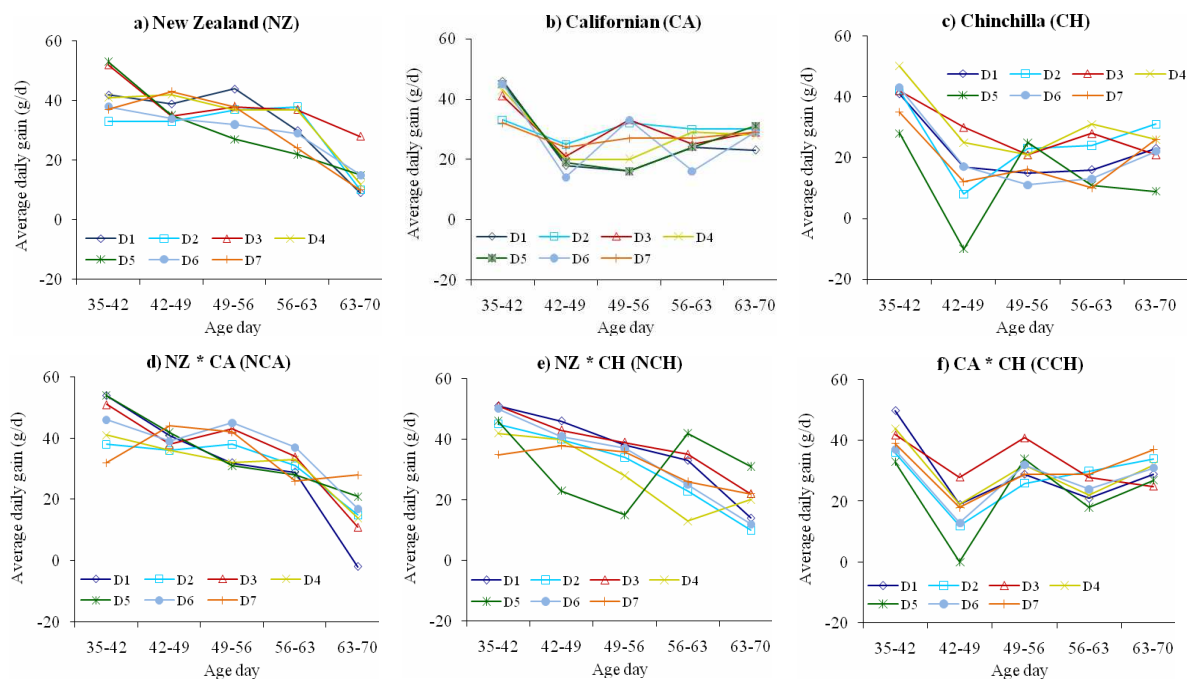 a) New Zealand (NZ)
Average daily gain (g/d)
60
40
20
0
-20
D1 D2 D3 D4
D5 D6 D7
35-42 42-49 49-56 56-63 63-70
Age day
b) Californian (CA)
Average daily gain (g/d)
60
40
20
0
-20
D1 D2 D3 D4
D5 D6 D7
35-42 42-49 49-56 56-63 63-70
Age day
c) Chinchilla (CH)
Average daily gain (g/d)
60
40
20
0
-20
D1 D2 D3 D4
D5 D6 D7
35-42 42-49 49-56 56-63 63-70
Age day
d) NZ * CA (NCA)
Average daily gain (g/d)
60
40
20
0
-20
D1 D2 D3 D4
D5 D6 D7
35-42 42-49 49-56 56-63 63-70
Age day
e) NZ * CH (NCH)
Average daily gain (g/d)
60
40
20
0
-20
D1 D2 D3 D4
D5 D6 D7
35-42 42-49 49-56 56-63 63-70
Age day
f) CA * CH (CCH)
Average daily gain (g/d)
60
40
20
0
-20
D1 D2 D3 D4
D5 D6 D7
35-42 42-49 49-56 56-63 63-70
Age day